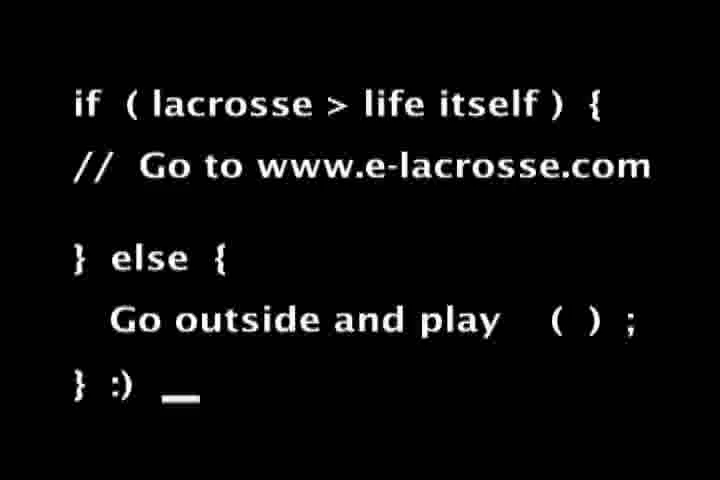 if ( lacrosse > life itself ) {
// Go to www.e-lacrosse.com
} else {
Go outside and play ( ) ;
} :) _